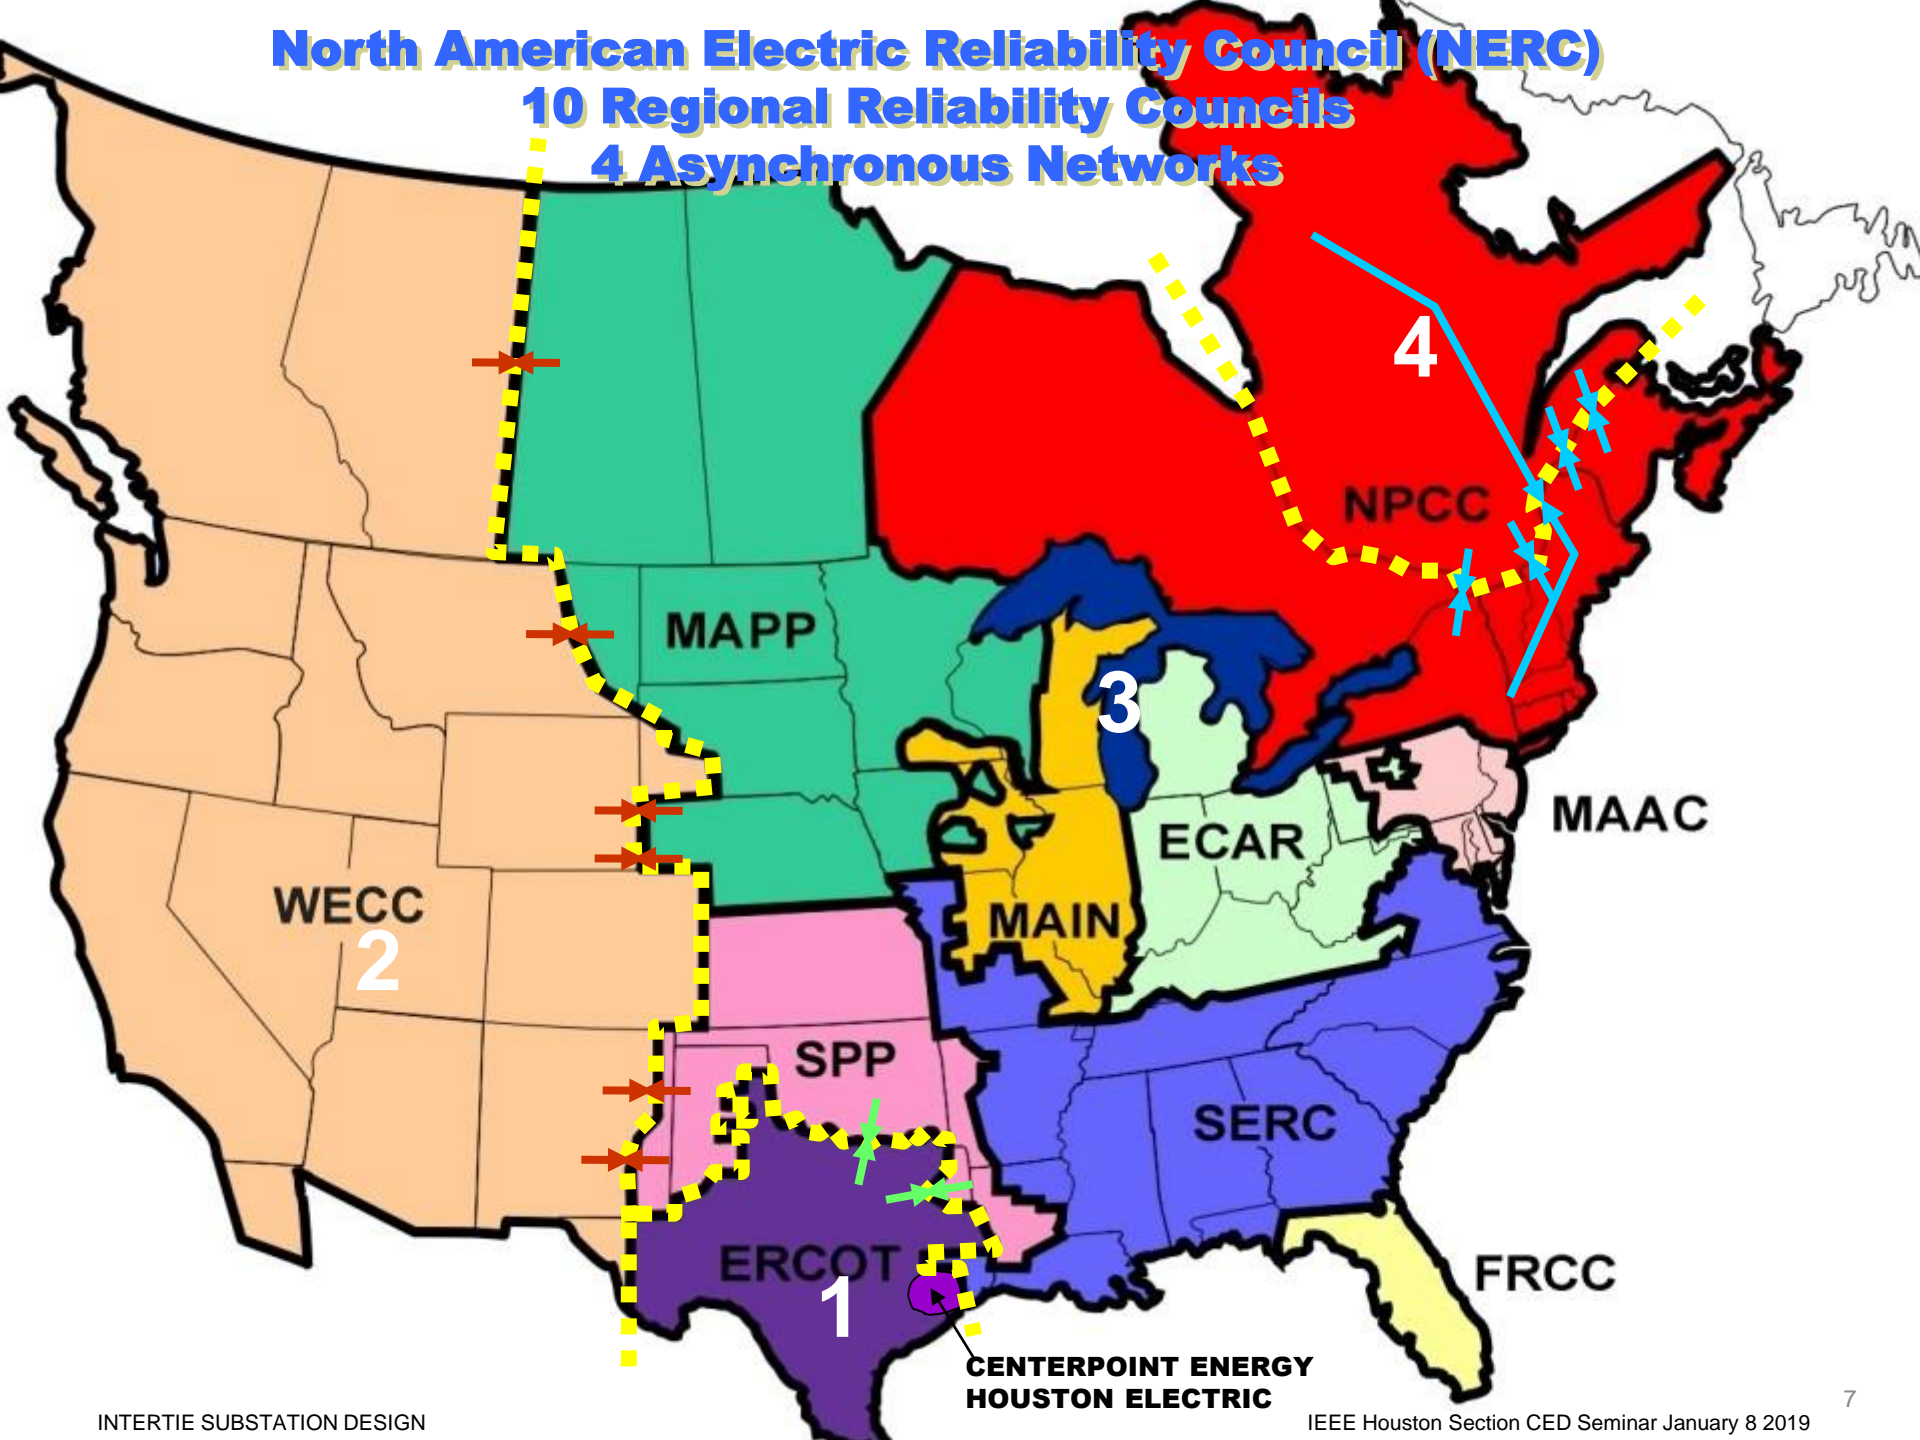 North American Electric Reliability Council (NERC)
10 Regional Reliability Councils
4 Asynchronous Networks
4
NPCC
MAPP
3
MAAC
ECAR
WECC
2
MAIN
SPP
SERC
ERCOT
1
FRCC
CENTERPOINT ENERGY
HOUSTON ELECTRIC
7
INTERTIE SUBSTATION DESIGN
IEEE Houston Section CED Seminar January 8 2019